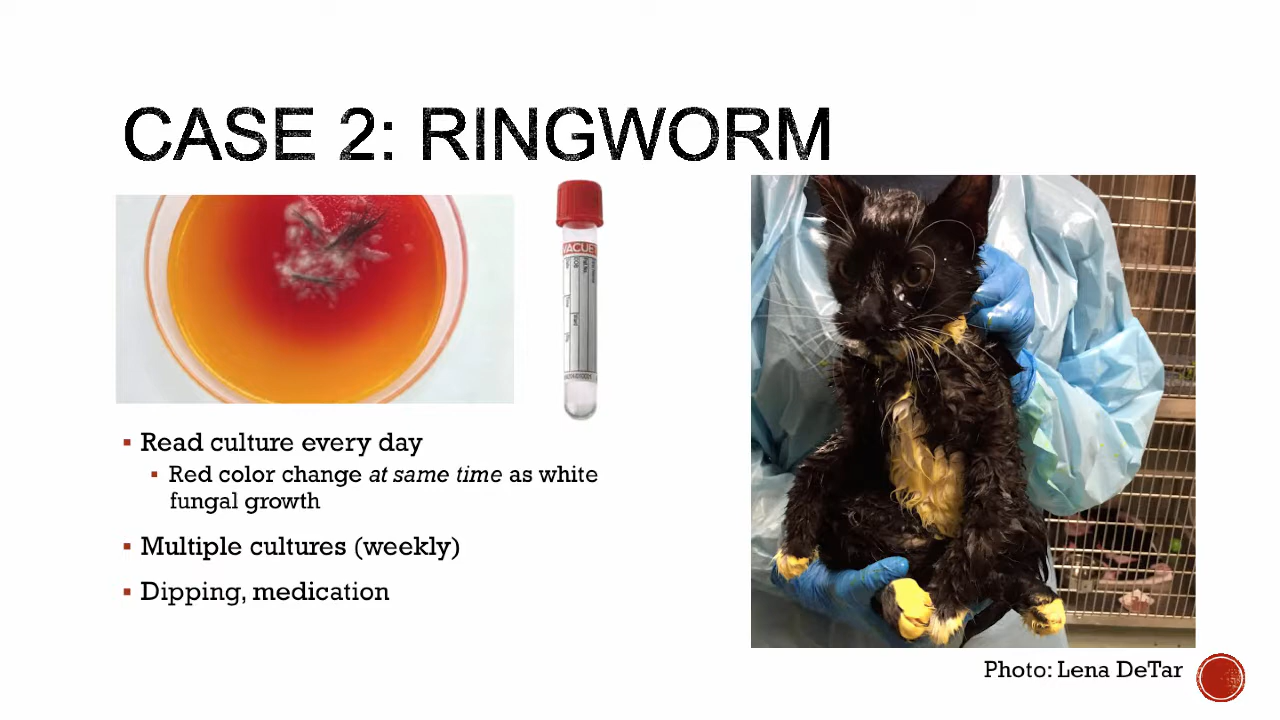 CASE 2: RINGWORM
VACUET
Read culture every day
Red color change at same time as white
fungal growth
Multiple cultures (weekly)
Dipping, medication
Photo: Lena DeTar